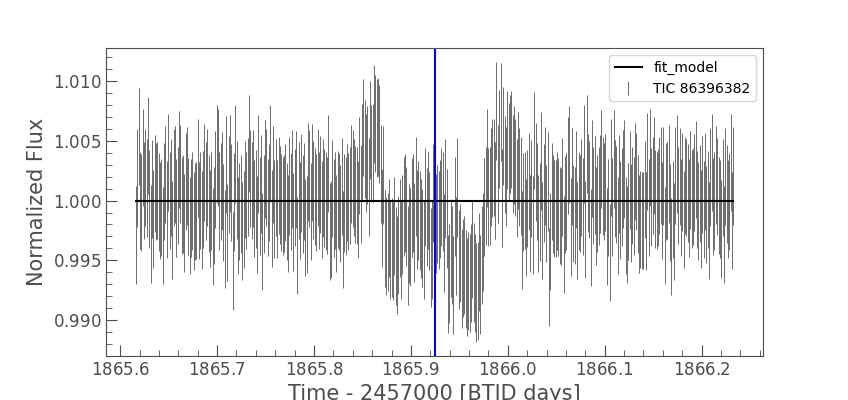 fit_model
TIC 86396382
1.010
1.005
1.000
0.995
0.990
Normalized Flux
1865.6 1865.7 1865.8 1865.9 1866.0 1866.1 1866.2
Time - 2457000 [BTJD days]